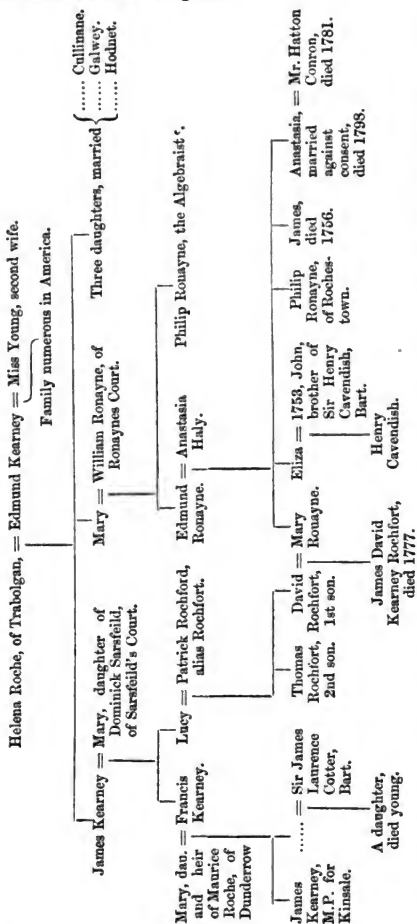 Helena Roche, of Trabolgan, = Edmund Kearney = Miss Young, second wife.
Family numerous in America.
James Kearney = Mary, daughter of
Dominick Sarsfeild,
of Sarsfeild's Court.
Mary = William Ronayne, of
Ronaynes Court.
Three daughters, married
...... Cullinane.
...... Galwey.
...... Hodnet.
Mary, dau. = Francis
and heir Kearney.
of Maurice
Roche, of
Dunderrow
Lucy = Patrick Rochford,
alias Rochfort.
Edmund = Anastasia
Ronayne. Haly.
Philip Ronayne, the Algebraist c.
James
Kearney,
M.P. for
Kinsale.
...... = Sir James
Laurence
Cotter,
Bart.
Thomas
Rochfort,
2nd son.
David = Mary
Rochfort, Ronayne.
1st son.
Eliza = 1753, John,
brother of
Sir Henry
Cavendish,
Bart.
Philip
Ronayne,
of Roches-
town.
James,
died
1756.
Anastasia, = Mr. Hatton
married Conron,
against died 1781.
consent,
died 1798.
A daughter,
died young.
James David
Kearney Rochfort,
died 1777.
Henry
Cavendish.